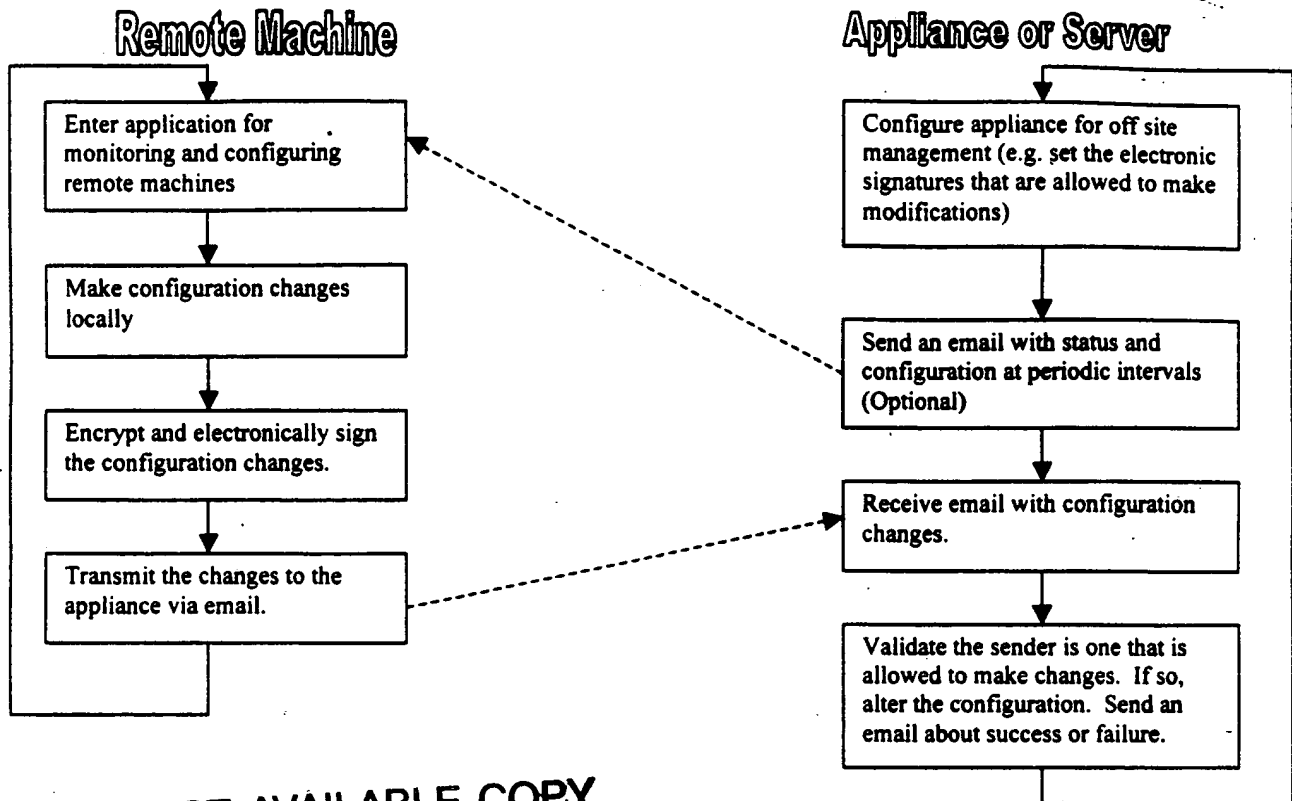 Remote Machine
Enter application for
monitoring and configuring
remote machines
Make configuration changes
locally
Encrypt and electronically sign
the configuration changes.
Transmit the changes to the
appliance via email.
Appliance or Server
Configure appliance for off site
management (e.g. set the electronic
signatures that are allowed to make
modifications)
Send an email with status and
configuration at periodic intervals
(Optional)
Receive email with configuration
changes.
Validate the sender is one that is
allowed to make changes. If so,
alter the configuration. Send an
email about success or failure.
AVAILABLE COPY